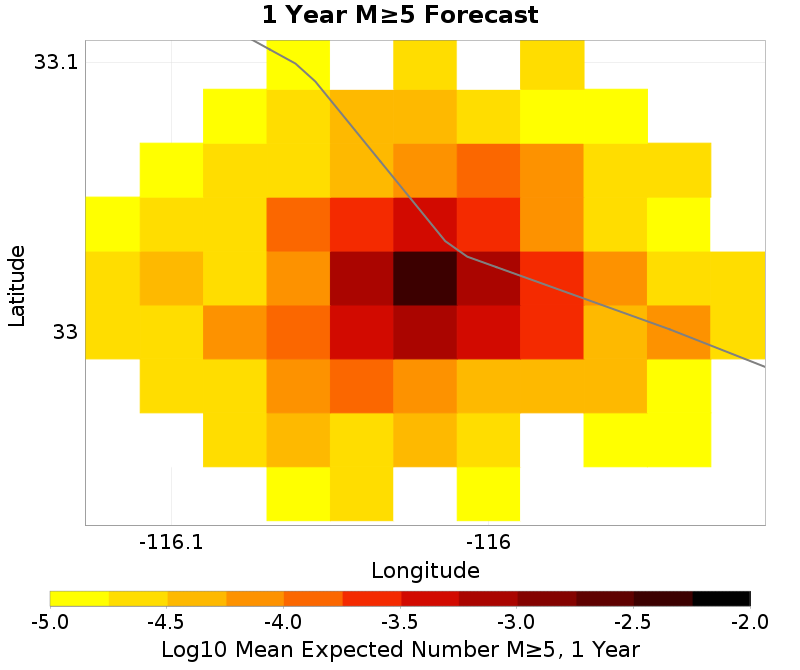 1 Year M≥5 Forecast
33.1
Latitude
33
-116.1 -116
Longitude
-5.0 -4.5 -4.0 -3.5 -3.0 -2.5 -2.0
Log10 Mean Expected Number M≥5, 1 Year